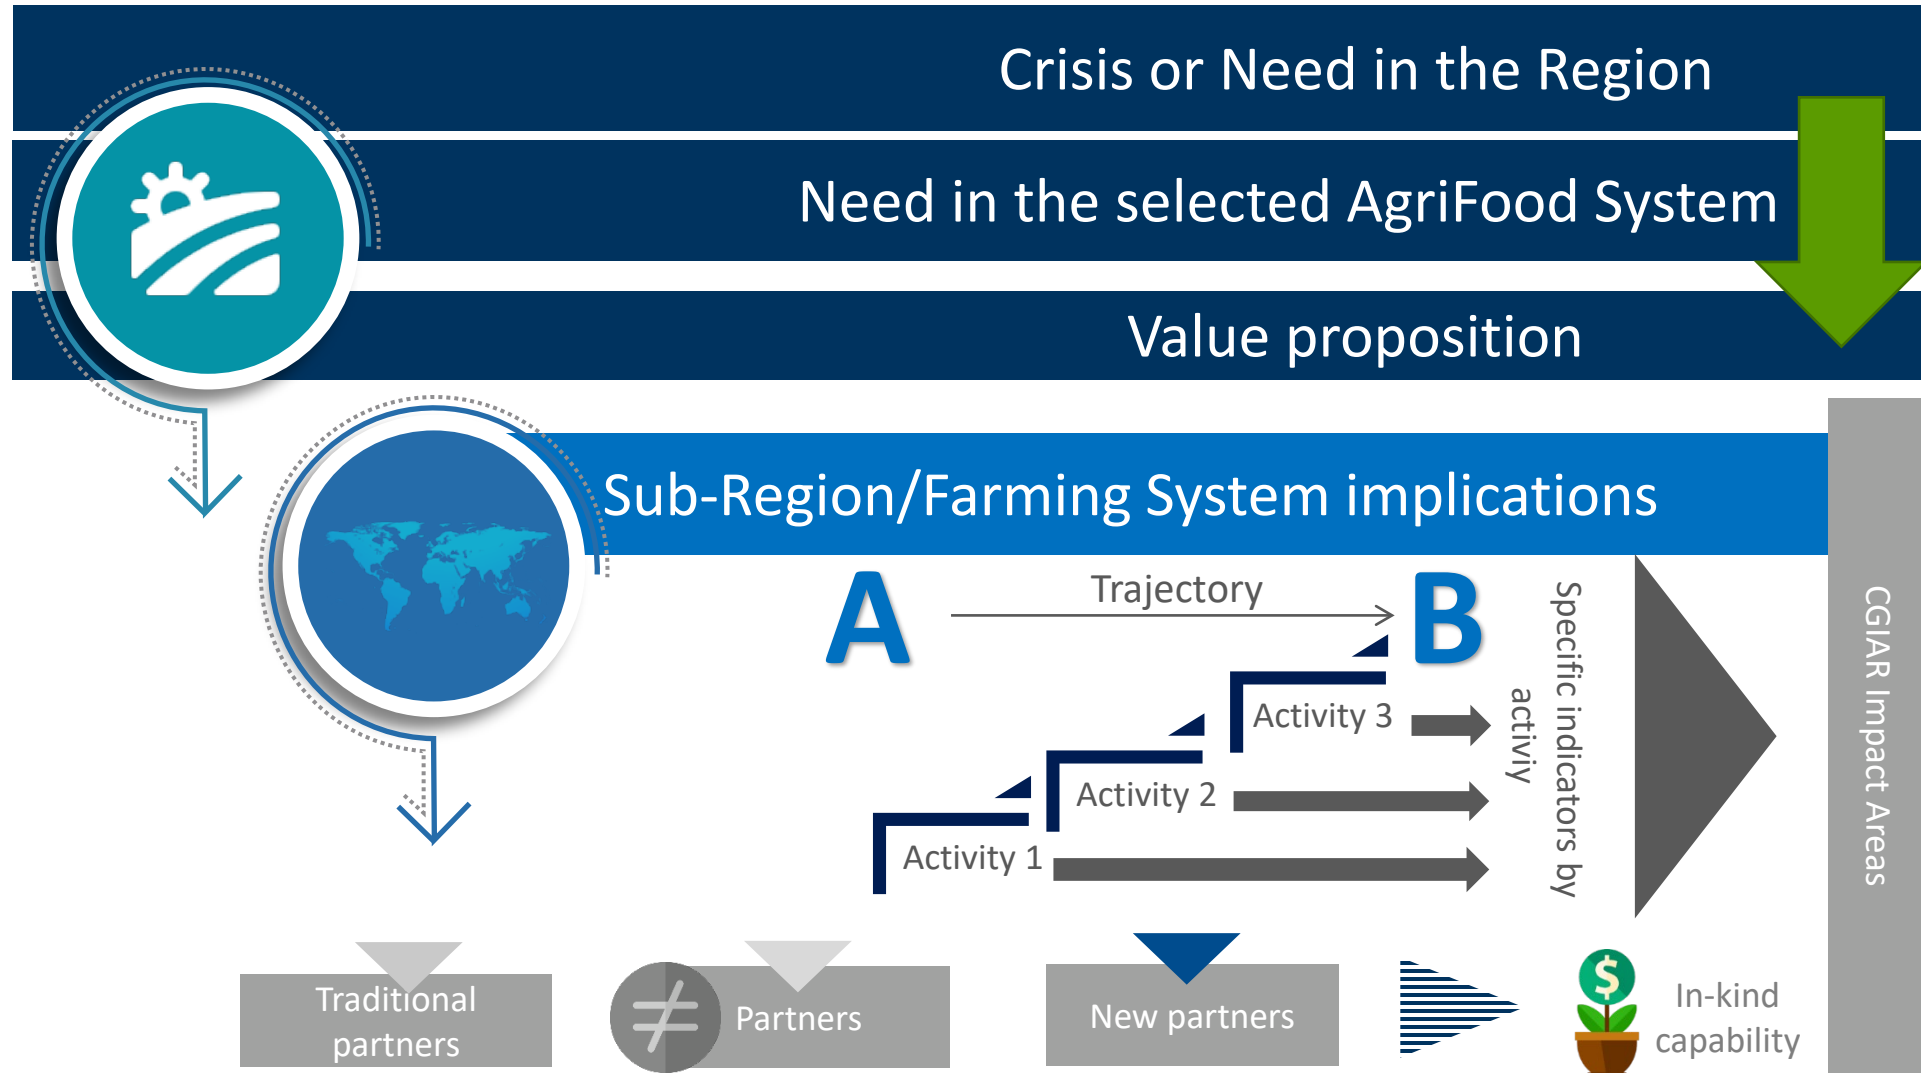 Crisis or Need in the Region
Need in the selected AgriFood System
Value proposition
Sub-Region/Farming System implications
A
Trajectory
B
Activity 3
Activity 2
Activity 1
Specific indicators by
activiy
CGIAR Impact Areas
Traditional
partners
≠
Partners
New partners
$
In-kind
capability